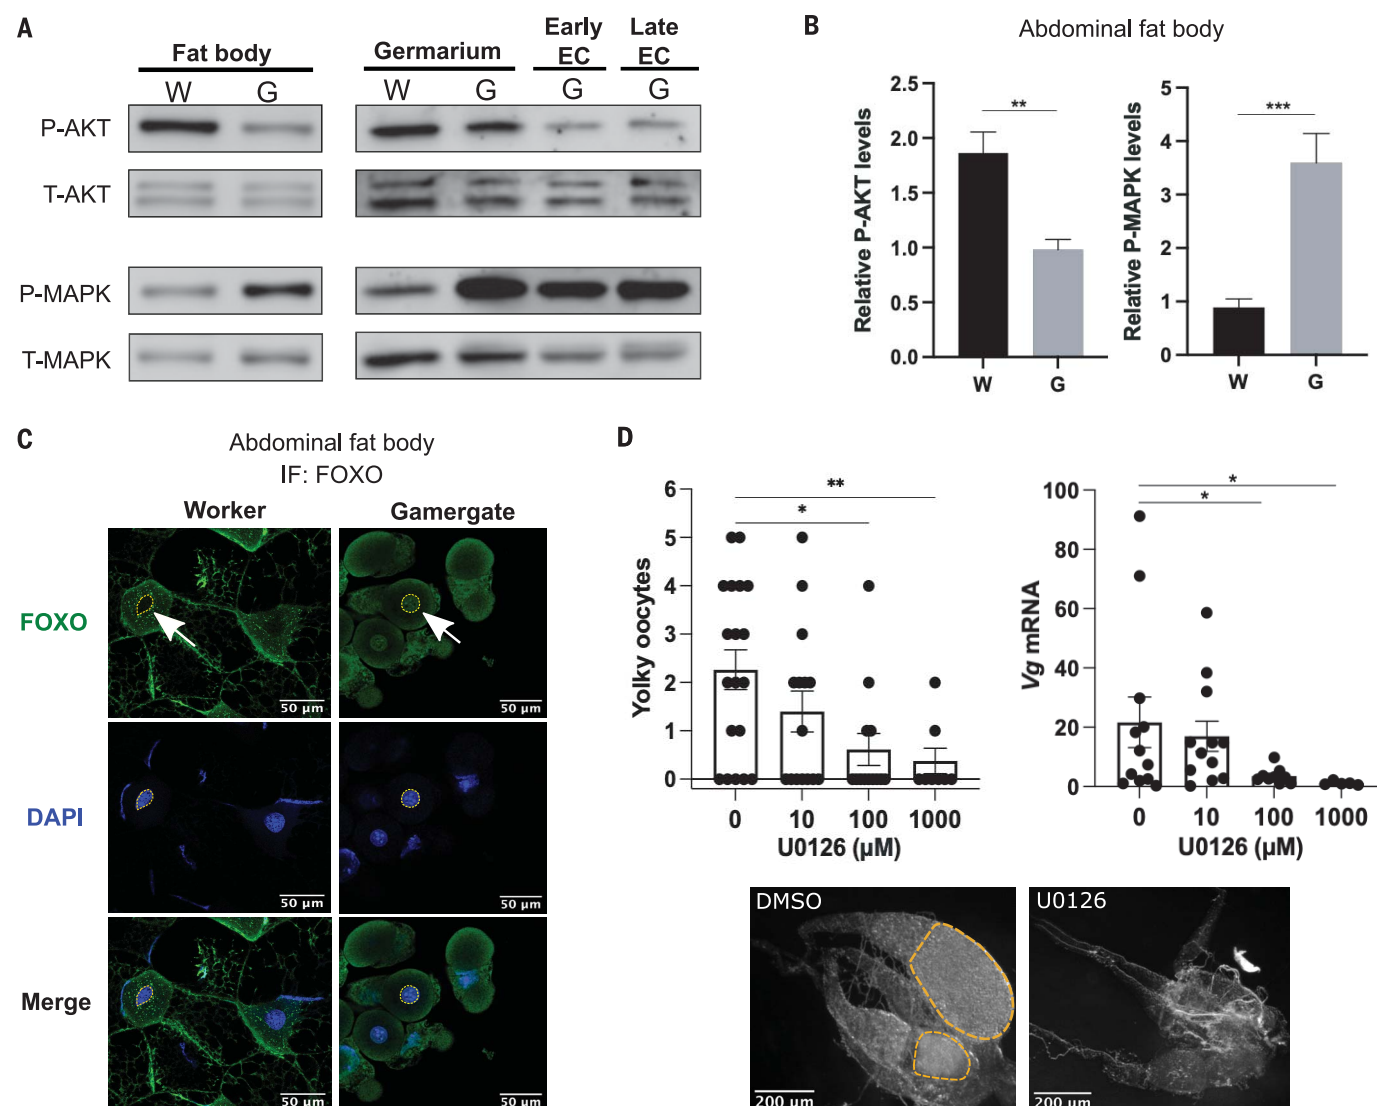 A
Fat body
Germarium
Early EC
Late EC
W G W G G G
P-AKT
T-AKT
P-MAPK
T-MAPK
B
Abdominal fat body
Relative P-AKT levels
2.5
2.0
1.5
1.0
0.5
0.0
**
W G
Relative P-MAPK levels
5
4
3
2
1
0
***
W G
C
Abdominal fat body
IF: FOXO
Worker Gamergate
FOXO
50 µm 50 µm
DAPI
50 µm 50 µm
Merge
50 µm 50 µm
D
Yolky oocytes
6
5
4
3
2
1
0
**
*
0 10 100 1000
U0126 (µM)
Vg mRNA
100
80
60
40
20
0
*
*
0 10 100 1000
U0126 (µM)
DMSO
200 µm
U0126
200 µm